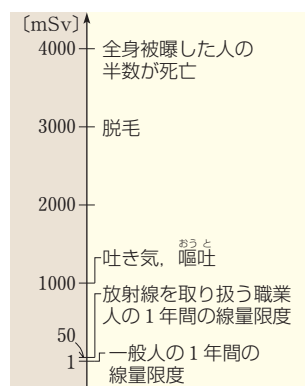 〔mSv〕
4000
全身被曝した人の
半数が死亡
3000
脱毛
2000
おうと
吐き気，嘔吐
1000
放射線を取り扱う職業
人の1年間の線量限度
50
1
一般人の1年間の
線量限度